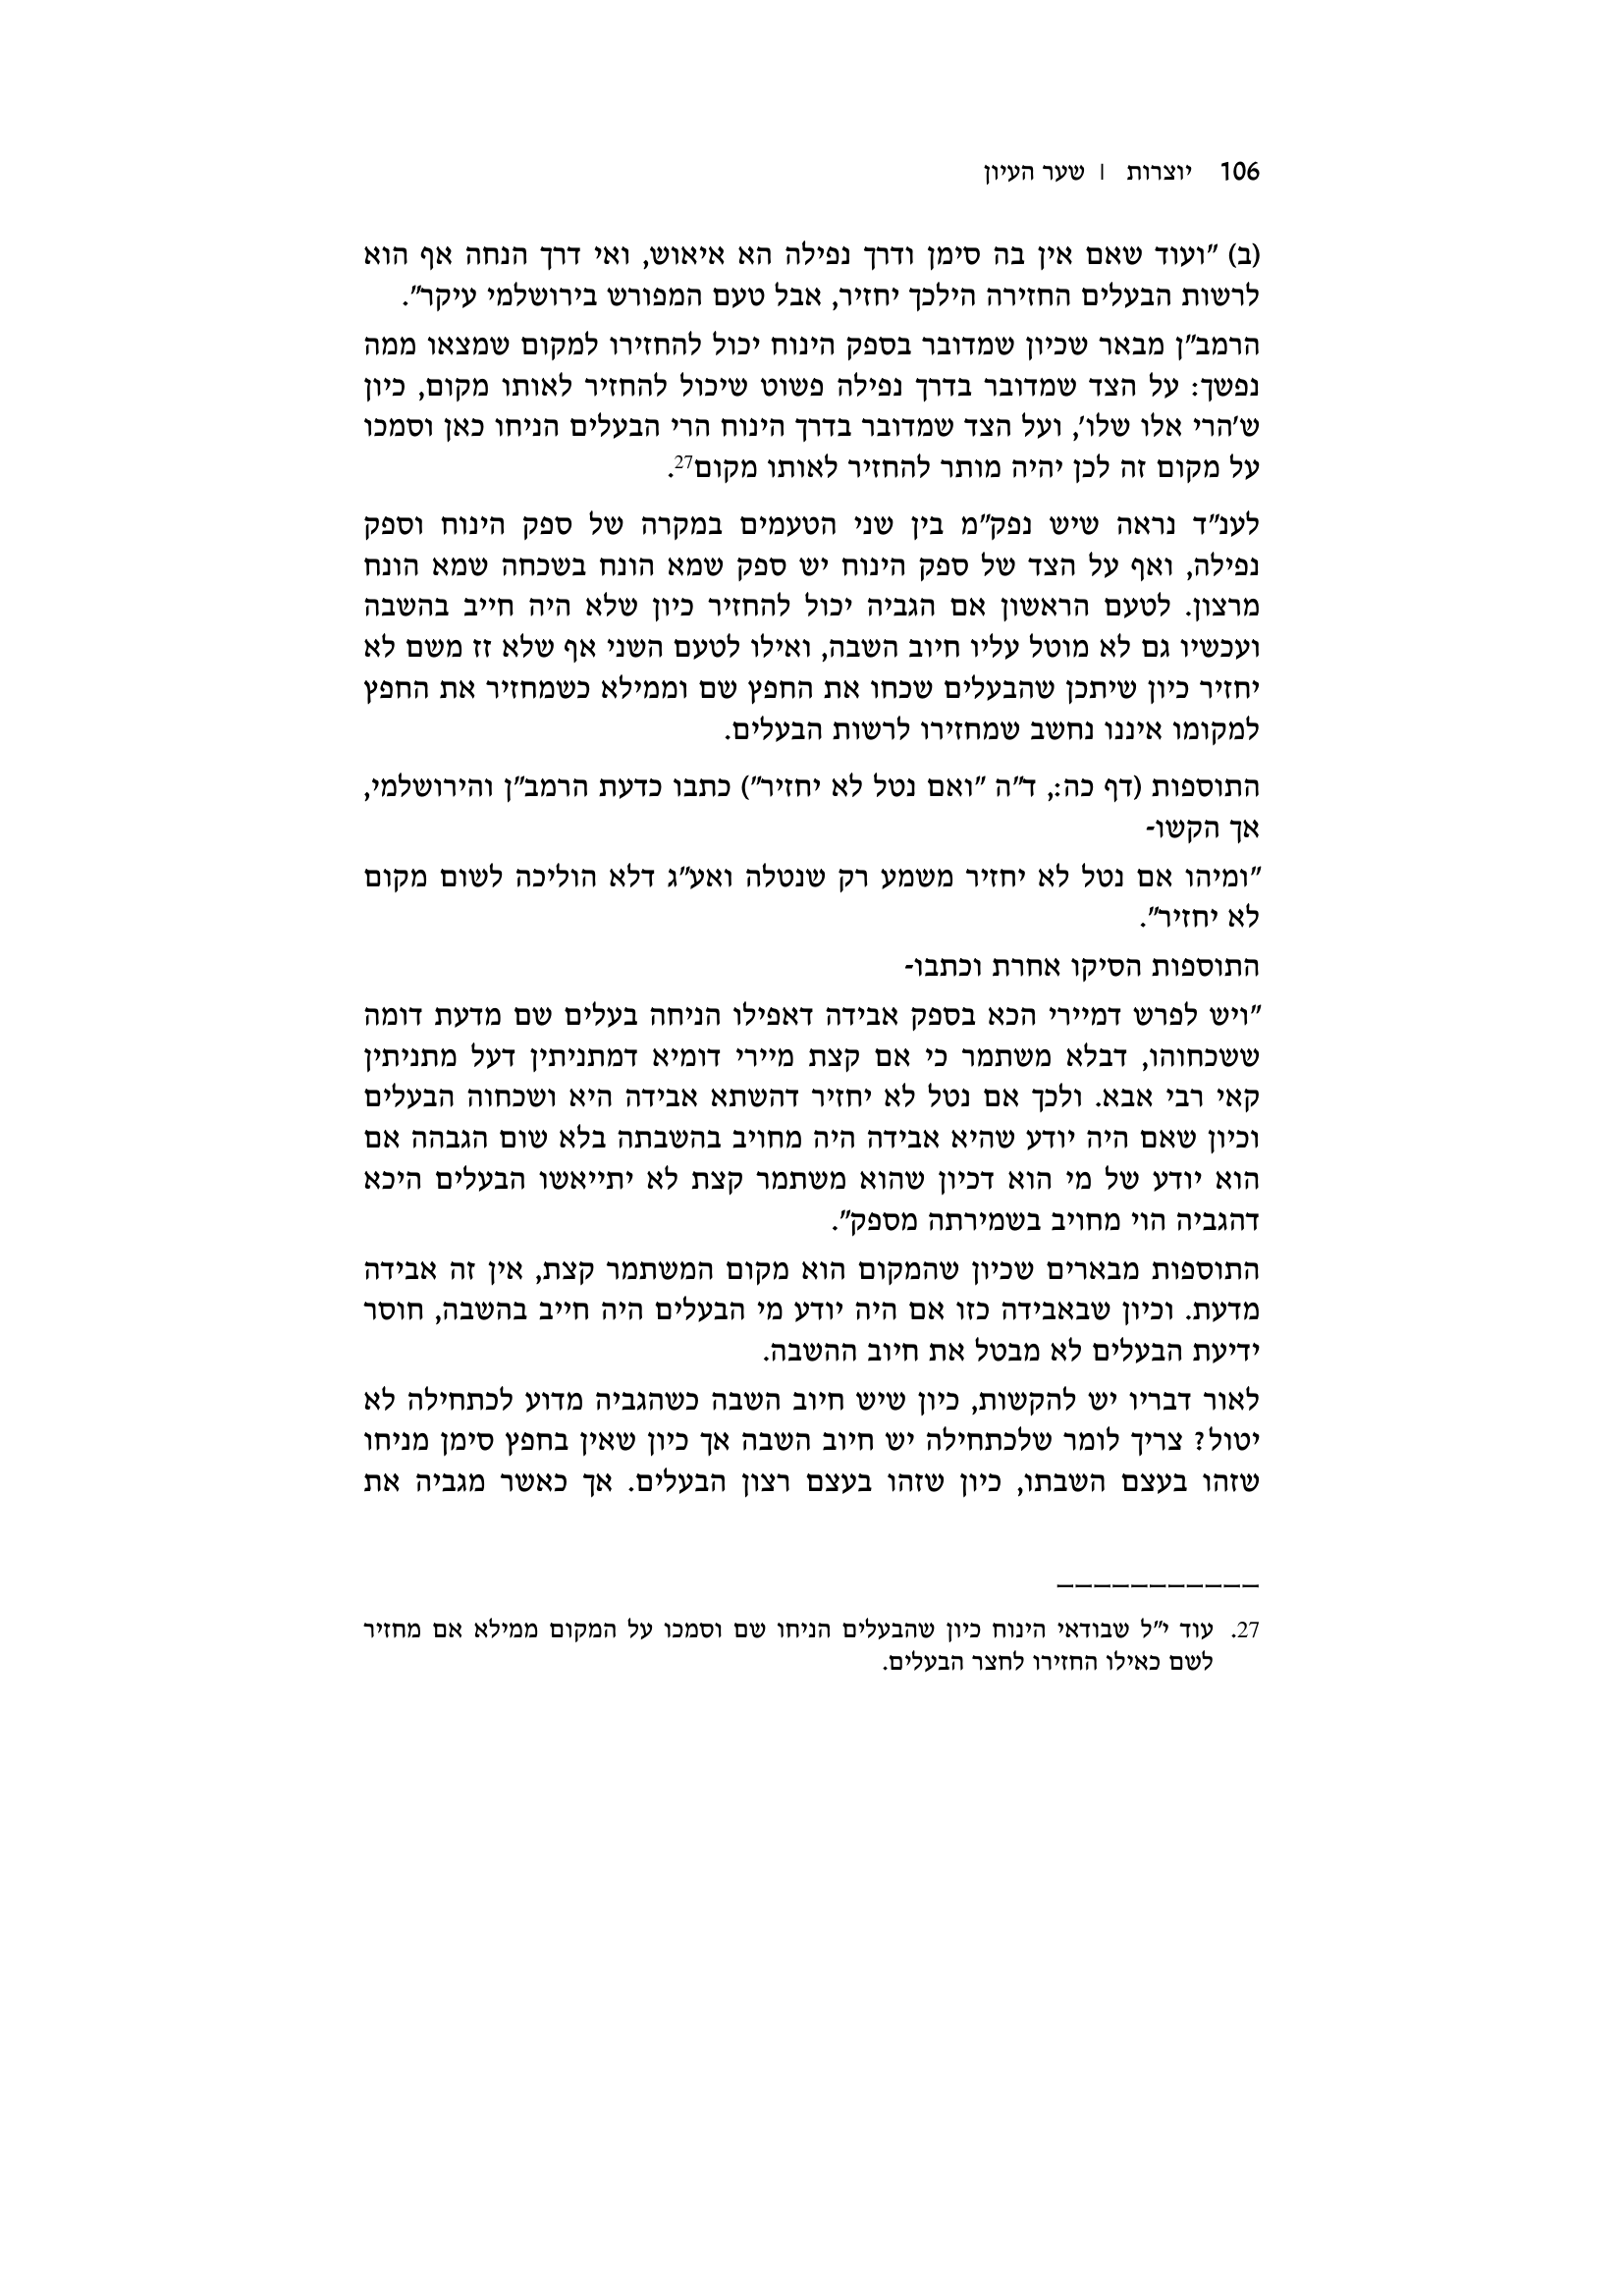 106 יוצרות | שער העיון
(ב) "ועוד שאם אין בה סימן ודרך נפילה הא איאוש, ואי דרך הנחה אף הוא
לרשות הבעלים החזירה הילכך יחזיר, אבל טעם המפורש בירושלמי עיקר".
הרמב"ן מבאר שכיון שמדובר בספק הינוח יכול להחזירו למקום שמצאו ממה
נפשך: על הצד שמדובר בדרך נפילה פשוט שיכול להחזיר לאותו מקום, כיון
ש'הרי אלו שלו', ועל הצד שמדובר בדרך הינוח הרי הבעלים הניחו כאן וסמכו
על מקום זה לכן יהיה מותר להחזיר לאותו מקום27.
לענ"ד נראה שיש נפק"מ בין שני הטעמים במקרה של ספק הינוח וספק
נפילה, ואף על הצד של ספק הינוח יש ספק שמא הונח בשכחה שמא הונח
מרצון. לטעם הראשון אם הגביה יכול להחזיר כיון שלא היה חייב בהשבה
ועכשיו גם לא מוטל עליו חיוב השבה, ואילו לטעם השני אף שלא זז משם לא
יחזיר כיון שיתכן שהבעלים שכחו את החפץ שם וממילא כשמחזיר את החפץ
למקומו איננו נחשב שמחזירו לרשות הבעלים.
התוספות (דף כה:, ד"ה "ואם נטל לא יחזיר") כתבו כדעת הרמב"ן והירושלמי,
אך הקשו-
"ומיהו אם נטל לא יחזיר משמע רק שנטלה ואע"ג דלא הוליכה לשום מקום
לא יחזיר".
התוספות הסיקו אחרת וכתבו-
"ויש לפרש דמיירי הכא בספק אבידה דאפילו הניחה בעלים שם מדעת דומה
ששכחוהו, דבלא משתמר כי אם קצת מיירי דומיא דמתניתין דעל מתניתין
קאי רבי אבא. ולכך אם נטל לא יחזיר דהשתא אבידה היא ושכחוה הבעלים
וכיון שאם היה יודע שהיא אבידה היה מחויב בהשבתה בלא שום הגבהה אם
הוא יודע של מי הוא דכיון שהוא משתמר קצת לא יתייאשו הבעלים היכא
דהגביה הוי מחויב בשמירתה מספק".
התוספות מבארים שכיון שהמקום הוא מקום המשתמר קצת, אין זה אבידה
מדעת. וכיון שבאבידה כזו אם היה יודע מי הבעלים היה חייב בהשבה, חוסר
ידיעת הבעלים לא מבטל את חיוב ההשבה.
לאור דבריו יש להקשות, כיון שיש חיוב השבה כשהגביה מדוע לכתחילה לא
יטול? צריך לומר שלכתחילה יש חיוב השבה אך כיון שאין בחפץ סימן מניחו
שזהו בעצם השבתו, כיון שזהו בעצם רצון הבעלים. אך כאשר מגביה את
27. עוד י"ל שבודאי הינוח כיון שהבעלים הניחו שם וסמכו על המקום ממילא אם מחזיר
לשם כאילו החזירו לחצר הבעלים.